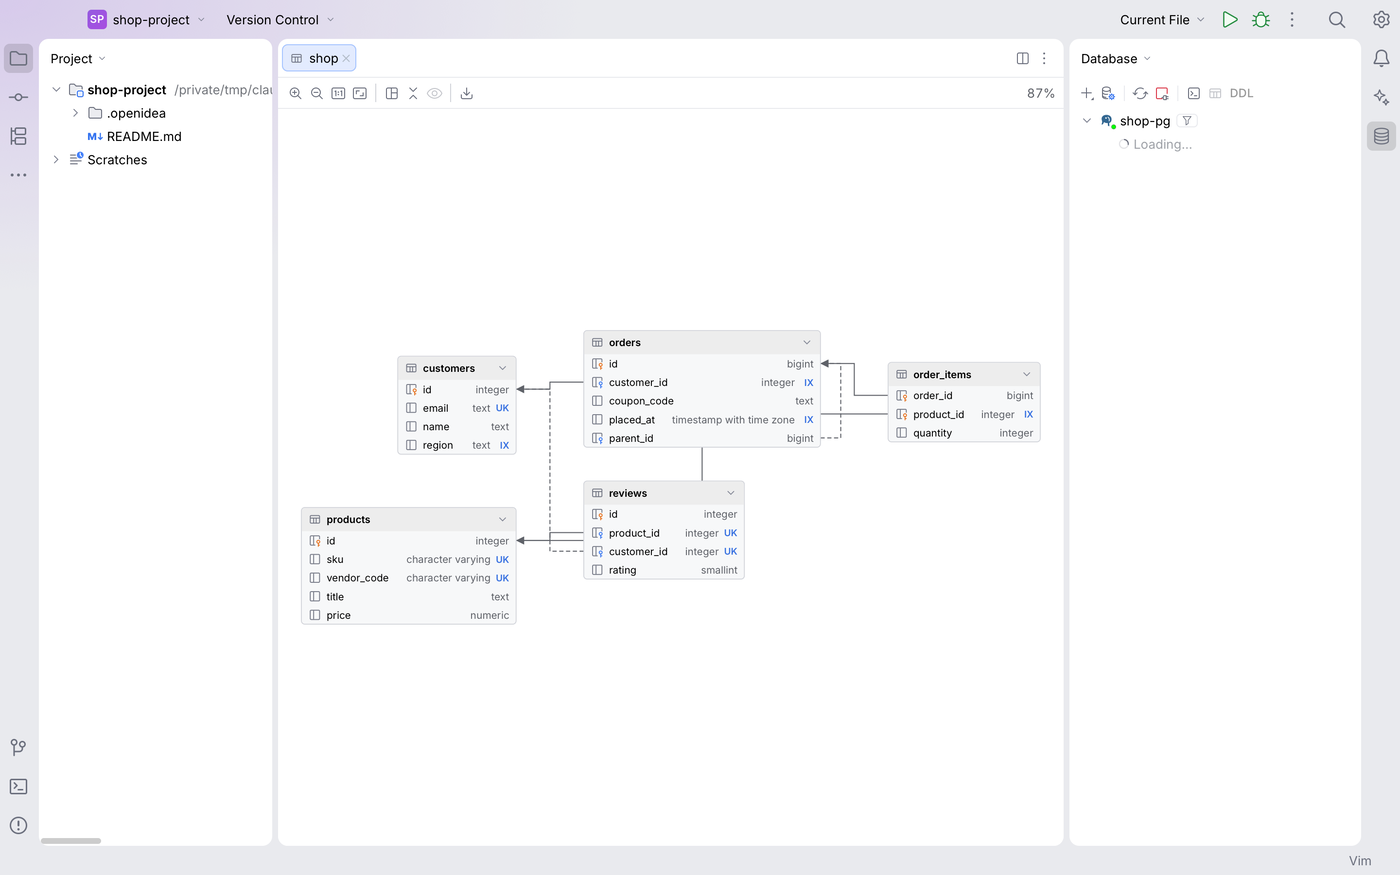 SP shop-project Version Control Current File
Project
shop-project /private/tmp/clau
.openidea
M↓ README.md
Scratches
shop
1:1
87%
customers
id integer
email text UK
name text
region text IX
orders
id bigint
customer_id integer IX
coupon_code text
placed_at timestamp with time zone IX
parent_id bigint
order_items
order_id bigint
product_id integer IX
quantity integer
products
id integer
sku character varying UK
vendor_code character varying UK
title text
price numeric
reviews
id integer
product_id integer UK
customer_id integer UK
rating smallint
Database
DDL
shop-pg
Loading...
Vim